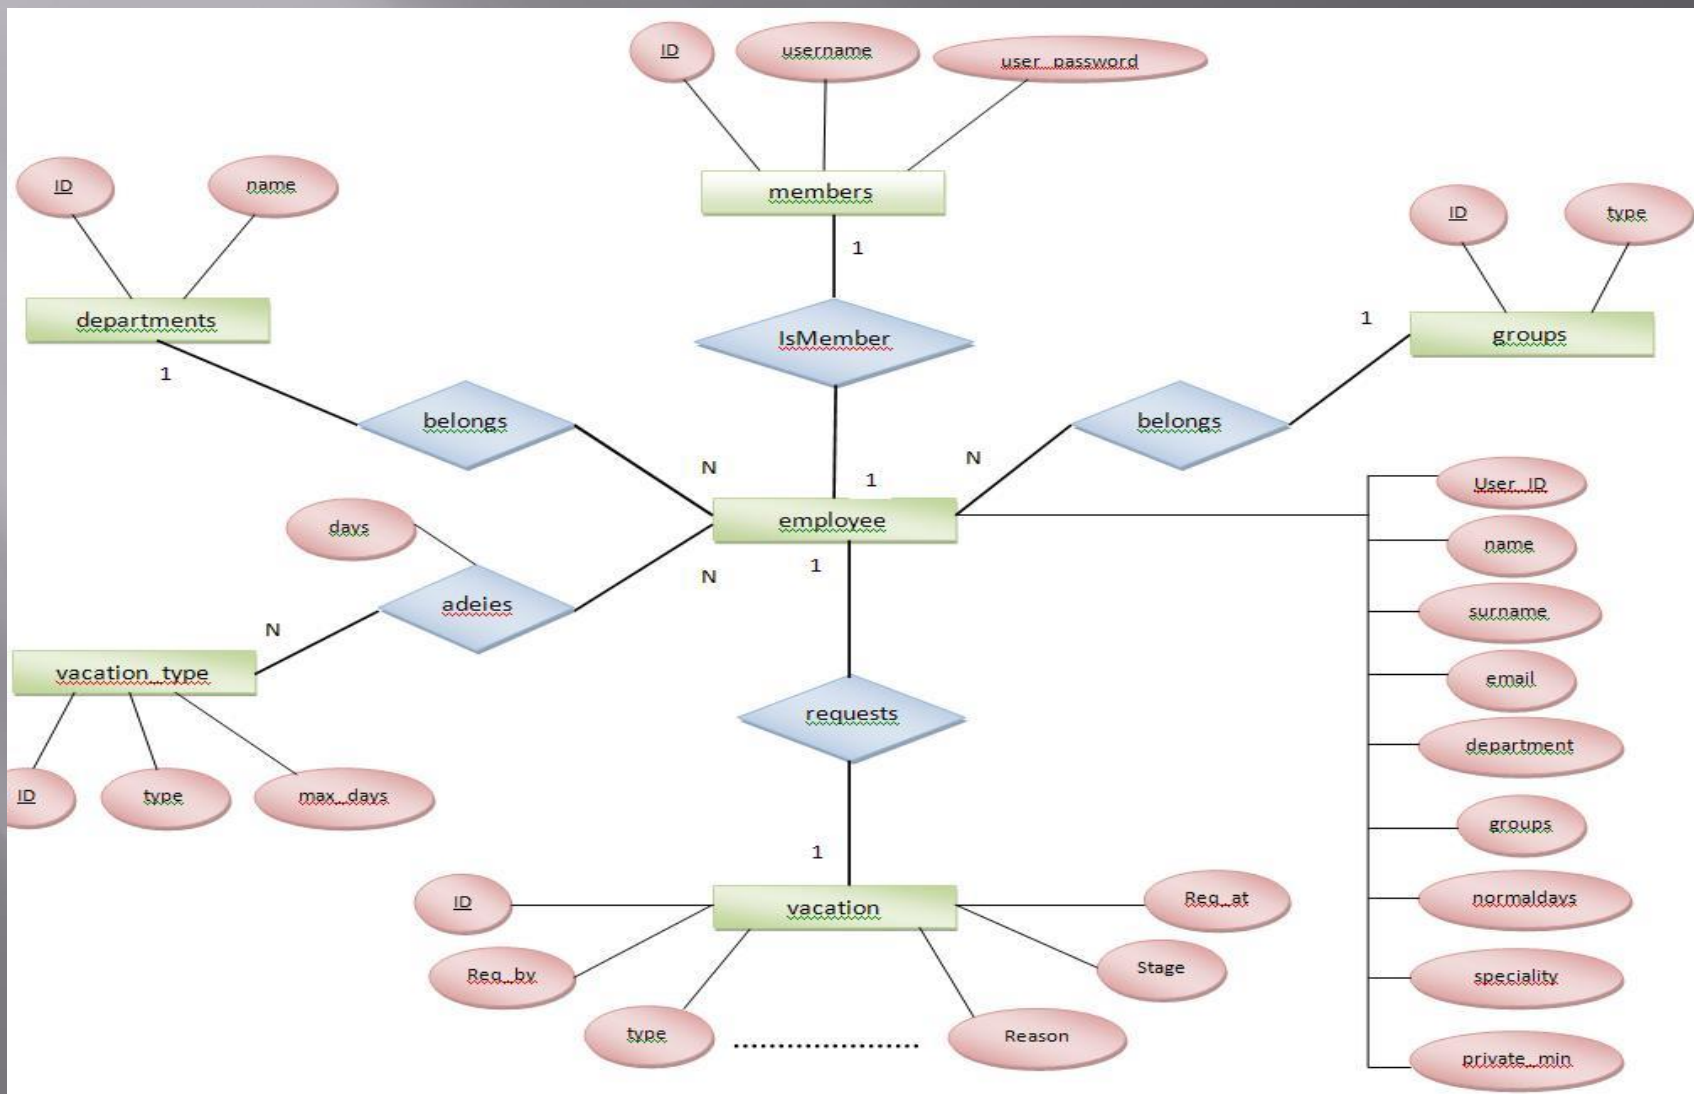 ID
username
user_password
members
ID
name
departments
ID
type
groups
1
1
1
IsMember
belongs
belongs
N
1
N
employee
days
1
N
adeies
N
vacation_type
ID
type
max_days
requests
1
User_ID
name
surname
email
department
groups
normaldays
speciality
private_min
vacation
ID
Req_by
type
....................
Reason
Stage
Req_at